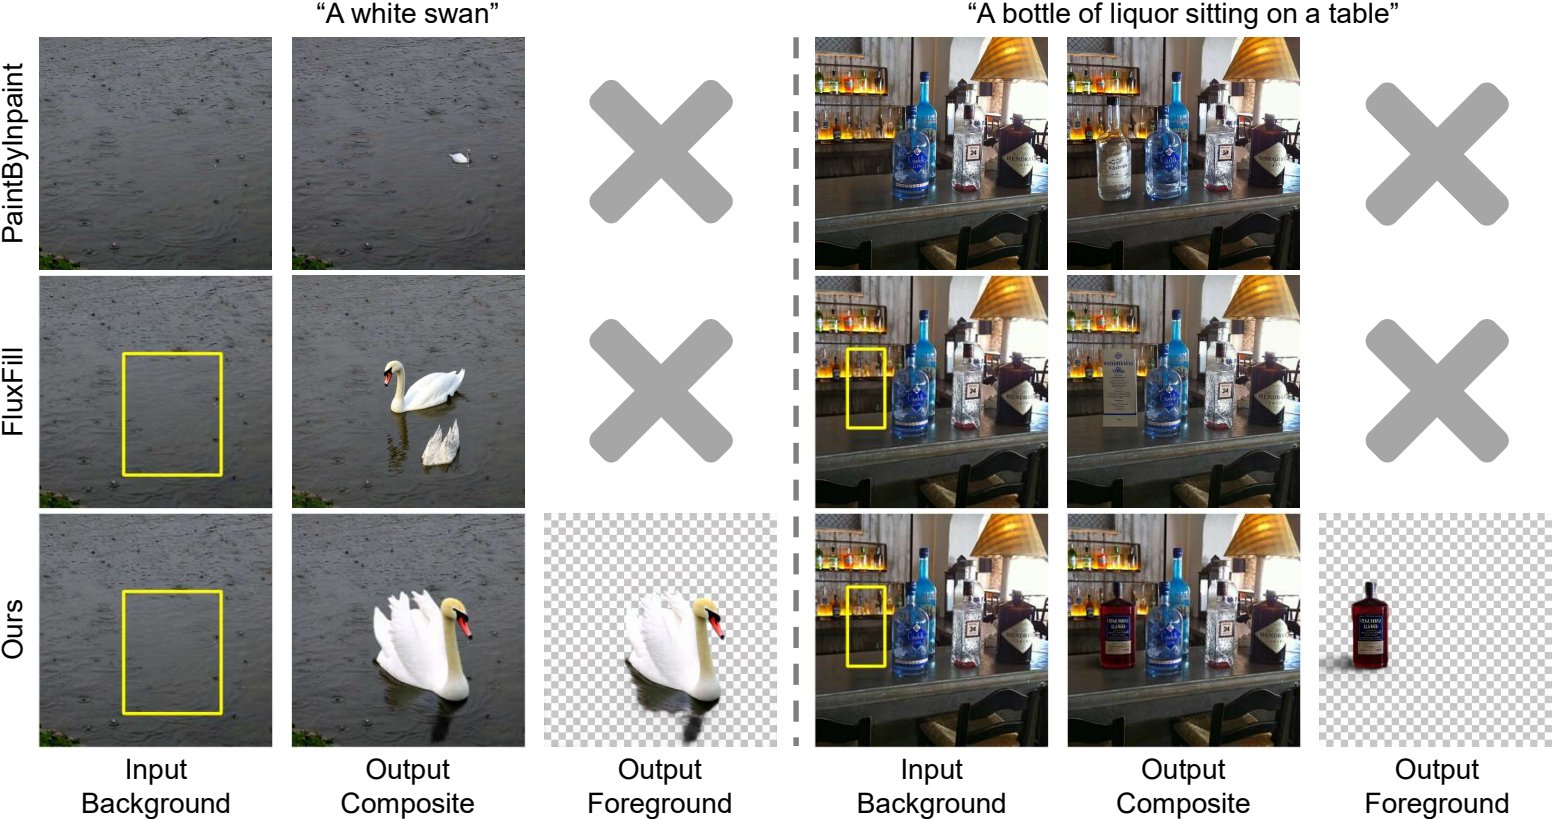 “A white swan”
“A bottle of liquor sitting on a table”
PaintByInpaint
FluxFill
Ours
Input
Background
Output
Composite
Output
Foreground
Input
Background
Output
Composite
Output
Foreground